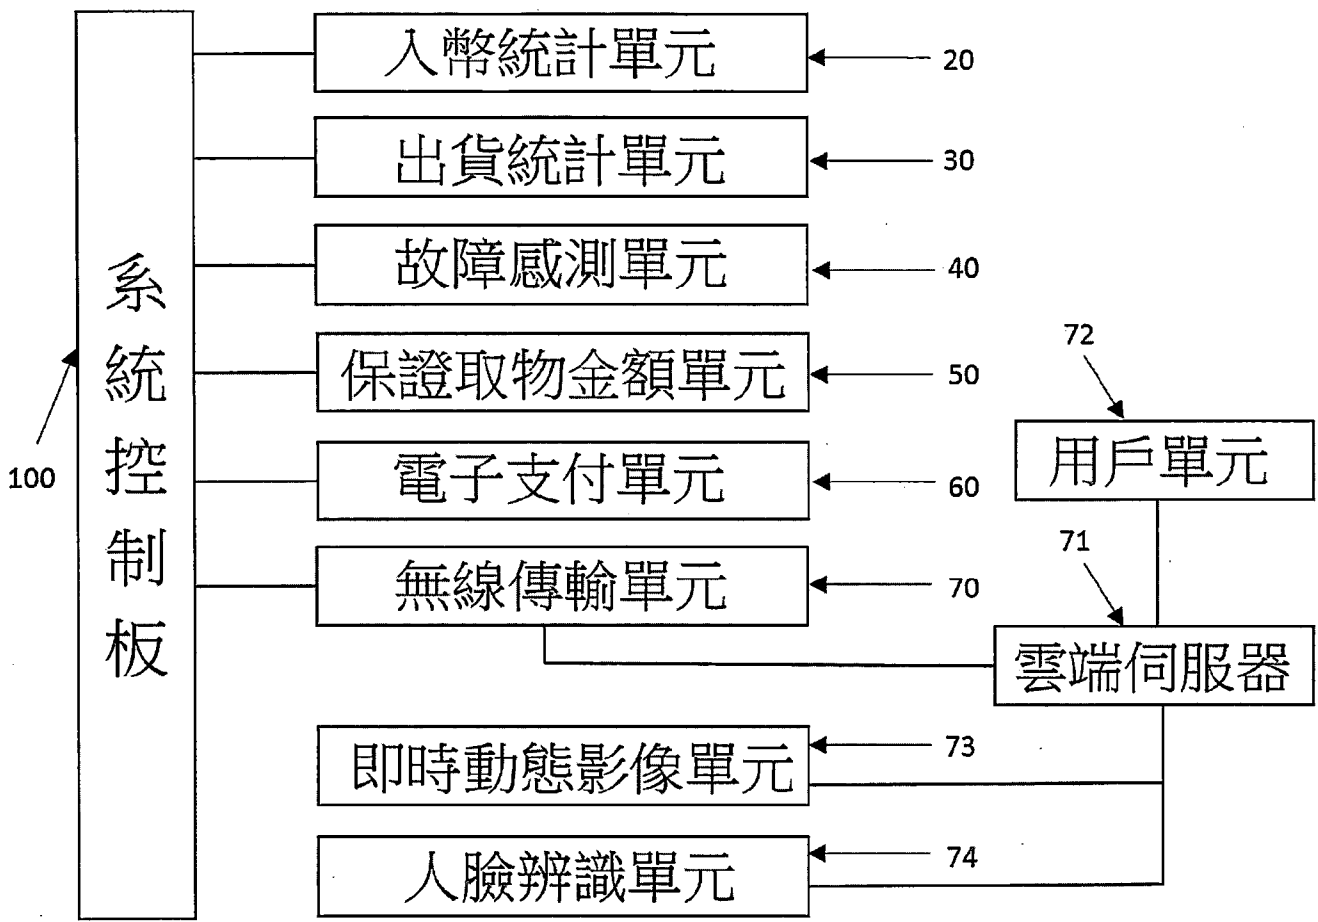 系統控制板
100
入幣統計單元
20
出貨統計單元
30
故障感測單元
40
保證取物金額單元
50
電子支付單元
60
無線傳輸單元
70
72
用戶單元
71
雲端伺服器
即時動態影像單元
73
人臉辨識單元
74